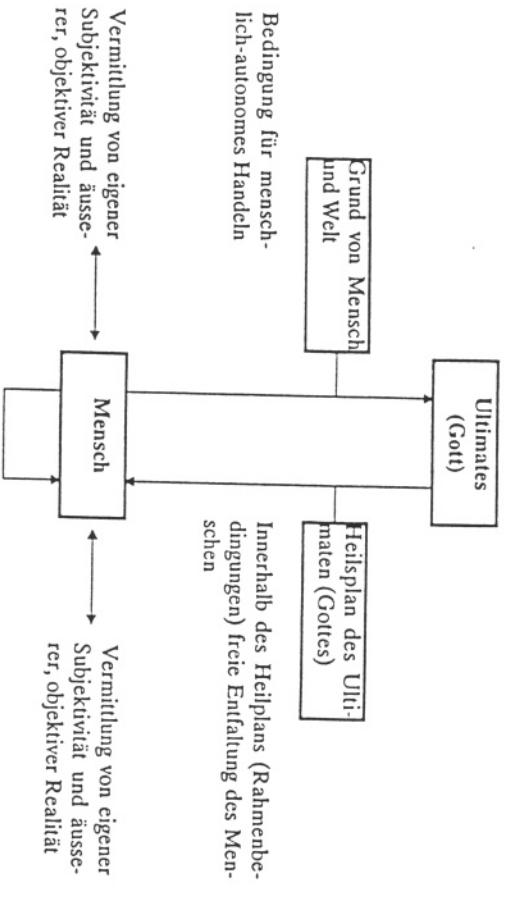 Ultimates
(Gott)
Grund von Mensch
und Welt
Heilsplan des Ulti-
maten (Gottes)
Bedingung für mensch-
lich-autonomes Handeln
Innerhalb des Heilplans (Rahmenbe-
dingungen) freie Entfaltung des Men-
schen
Vermittlung von eigener
Subjektivität und äusse-
rer, objektiver Realität
Mensch
Vermittlung von eigener
Subjektivität und äusse-
rer, objektiver Realität